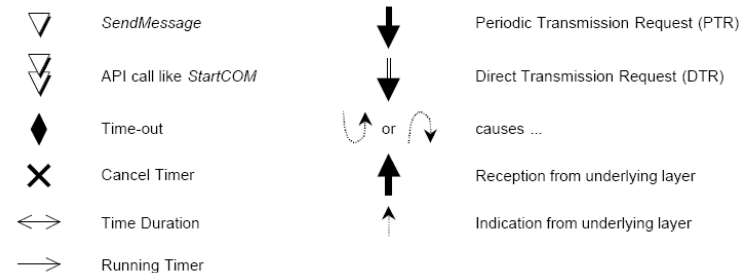 SendMessage
Periodic Transmission Request (PTR)
API call like StartCOM
Direct Transmission Request (DTR)
Time-out
or
causes ...
Cancel Timer
Reception from underlying layer
Time Duration
Indication from underlying layer
Running Timer